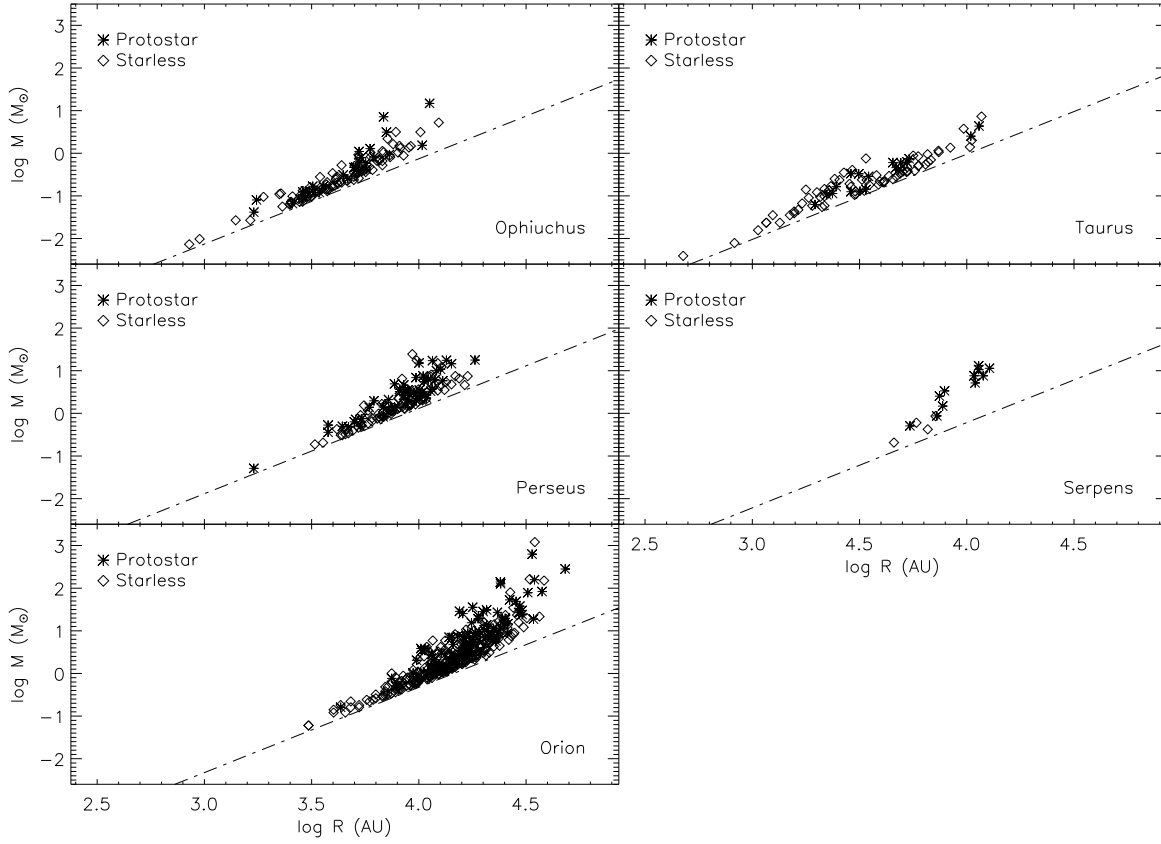 3
2
1
0
−1
−2
log M (M⊙)
Protostar
Starless
Ophiuchus
Protostar
Starless
Taurus
3
2
1
0
−1
−2
log M (M⊙)
Protostar
Starless
Perseus
Protostar
Starless
Serpens
2.5 3.0 4.5 4.0 4.5
log R (AU)
3
2
1
0
−1
−2
log M (M⊙)
Protostar
Starless
Orion
2.5 3.0 3.5 4.0 4.5
log R (AU)